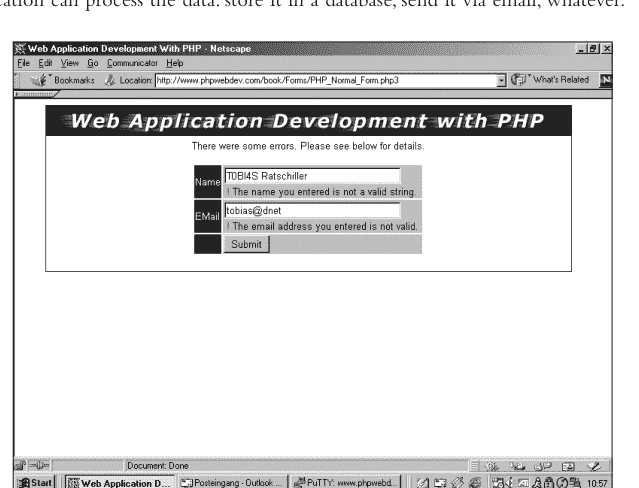 cation can process the data: store it in a database, send it via email, whatever.
Web Application Development With PHP - Netscape
File Edit View Go Communicator Help
Bookmarks Location: http://www.phpwebdev.com/book/Forms/PHP_Normal_Form.php3 What's Related
Web Application Development with PHP
There were some errors. Please see below for details.
Name T0BI4S Ratschiller
! The name you entered is not a valid string.
EMail tobias@dnet
! The email address you entered is not valid.
Submit
Document: Done
Start Web Application D... Posteingang - Outlook ... PuTTY: www.phpwebd... 10:57